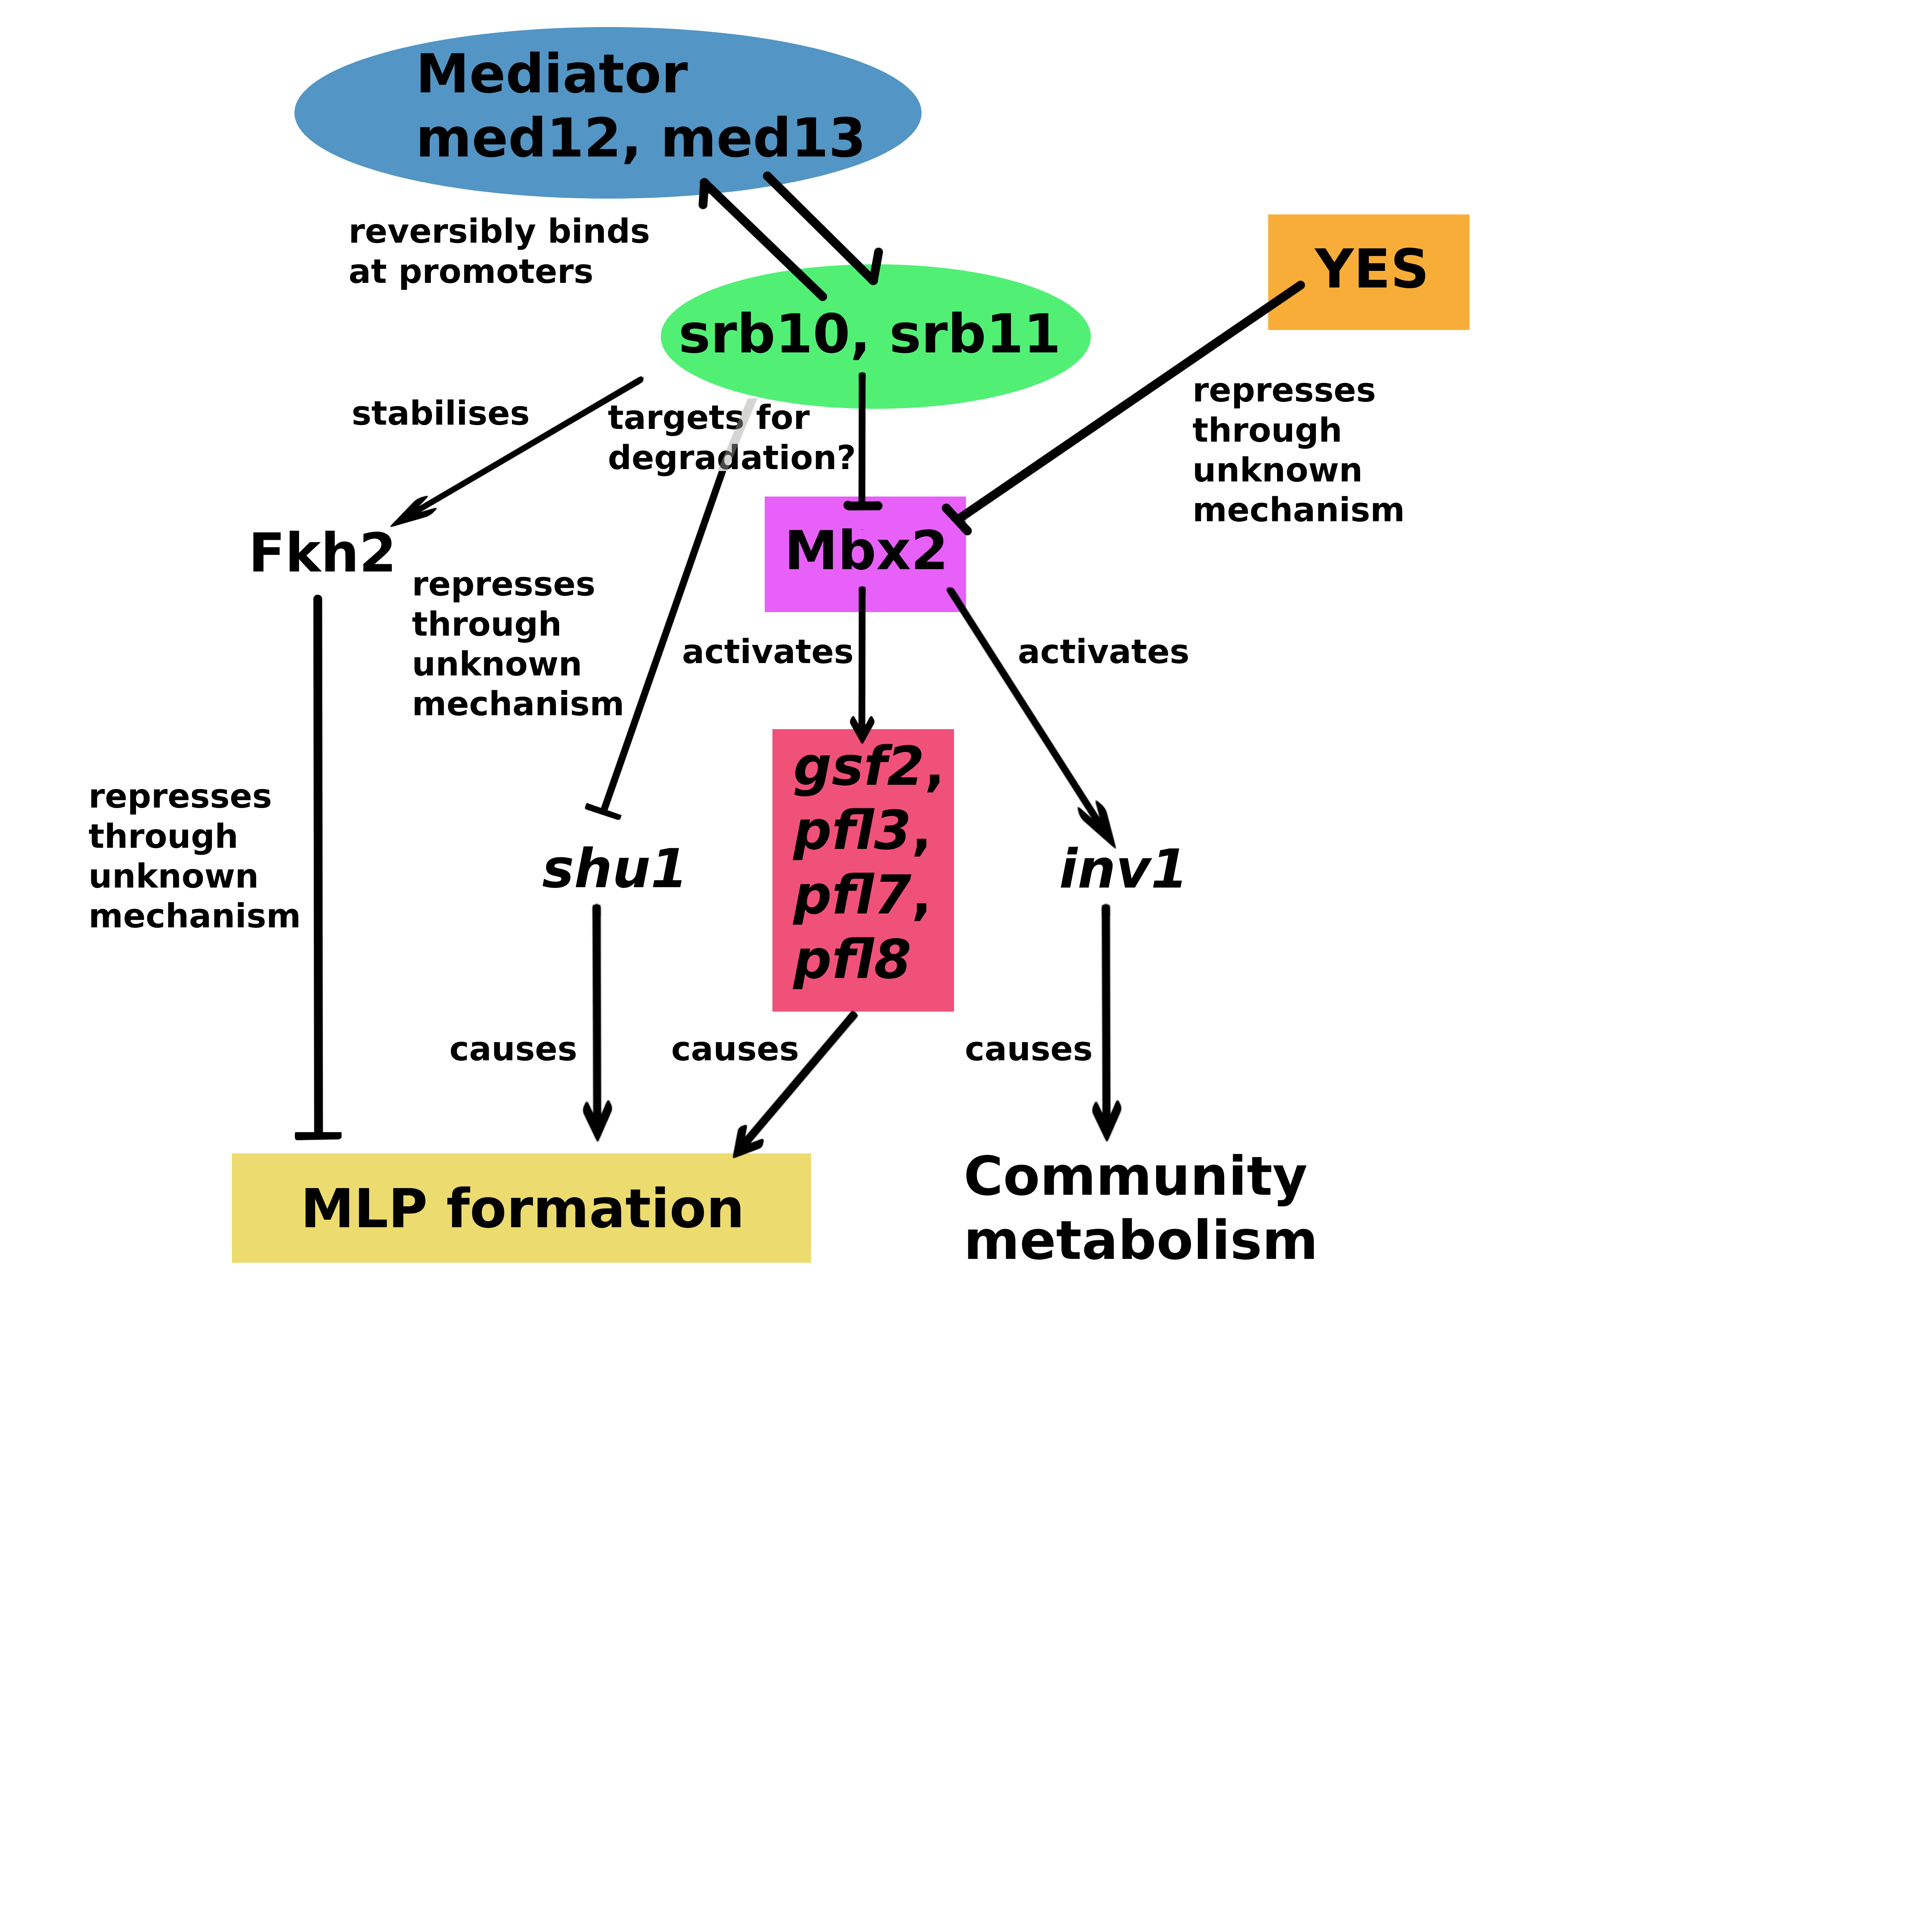 Mediator
med12, med13
reversibly binds
at promoters
YES
srb10, srb11
represses
through
unknown
mechanism
stabilises
targets for
degradation?
Fkh2
Mbx2
represses
through
unknown
mechanism
activates
activates
gsf2,
pfl3,
pfl7,
pfl8
represses
through
unknown
mechanism
shu1
inv1
causes
causes
causes
MLP formation
Community
metabolism